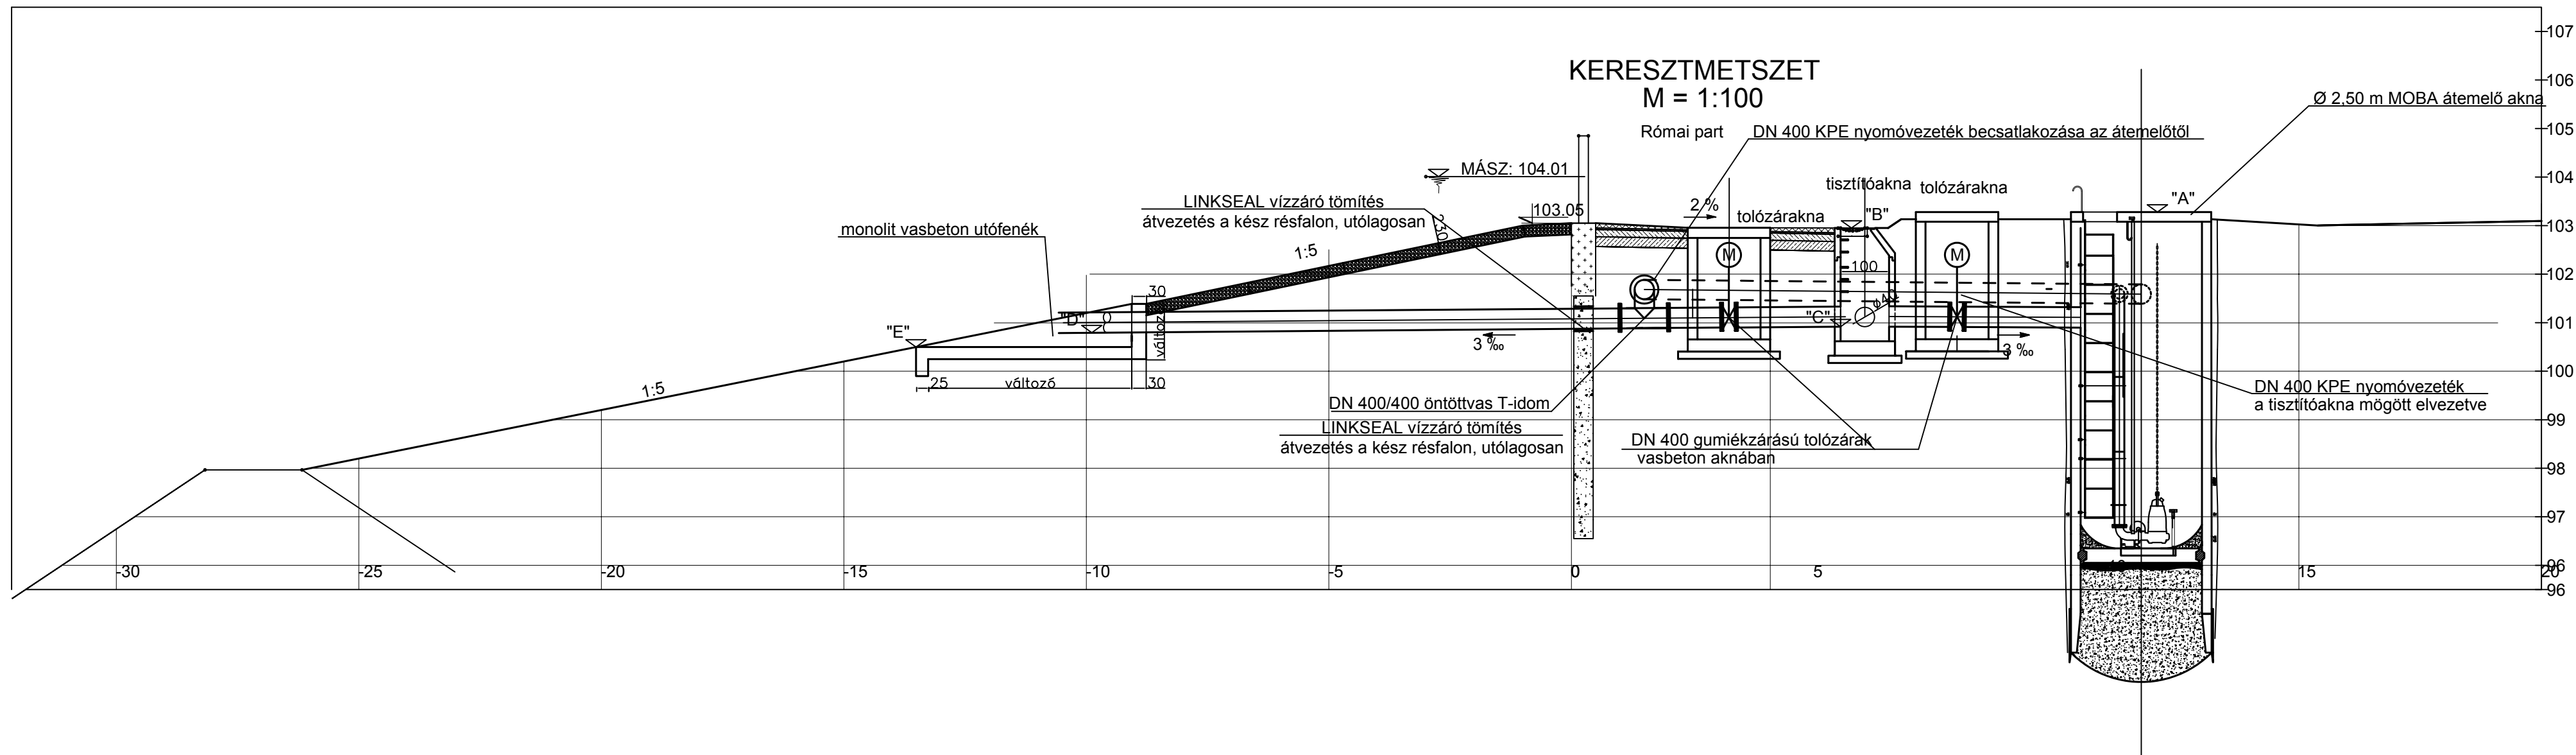 KERESZTMETSZET
M = 1:100
Római part
DN 400 KPE nyomóvezeték becsatlakozása az átemelőtől
Ø 2,50 m MOBA átemelő akna
MÁSZ: 104.01
LINKSEAL vízzáró tömítés
átvezetés a kész résfalon, utólagosan
monolit vasbeton utófenék
103.05
2 %
tolózárakna
tisztítóakna
tolózárakna
"A"
"B"
"C"
"D"
"E"
M
M
100
1:5
1:5
30
változó
25
változó
30
3 ‰
3 ‰
DN 400/400 öntöttvas T-idom
LINKSEAL vízzáró tömítés
átvezetés a kész résfalon, utólagosan
DN 400 gumiékzárású tolózárak
vasbeton aknában
DN 400 KPE nyomóvezeték
a tisztítóakna mögött elvezetve
107
106
105
104
103
102
101
100
99
98
97
96
96
-30
-25
-20
-15
-10
-5
0
5
15
20